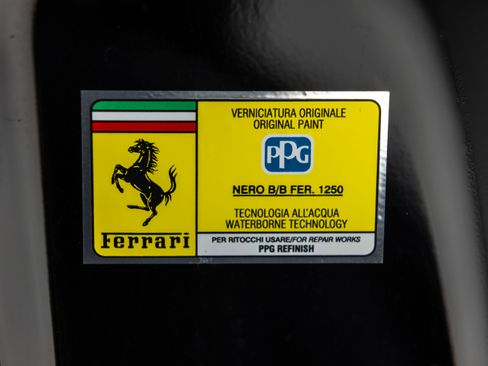 VERNICIATURA ORIGINALE
ORIGINAL PAINT
PPG
NERO B/B FER. 1250
TECNOLOGIA ALL'ACQUA
WATERBORNE TECHNOLOGY
Ferrari
PER RITOCCHI USARE/FOR REPAIR WORKS
PPG REFINISH